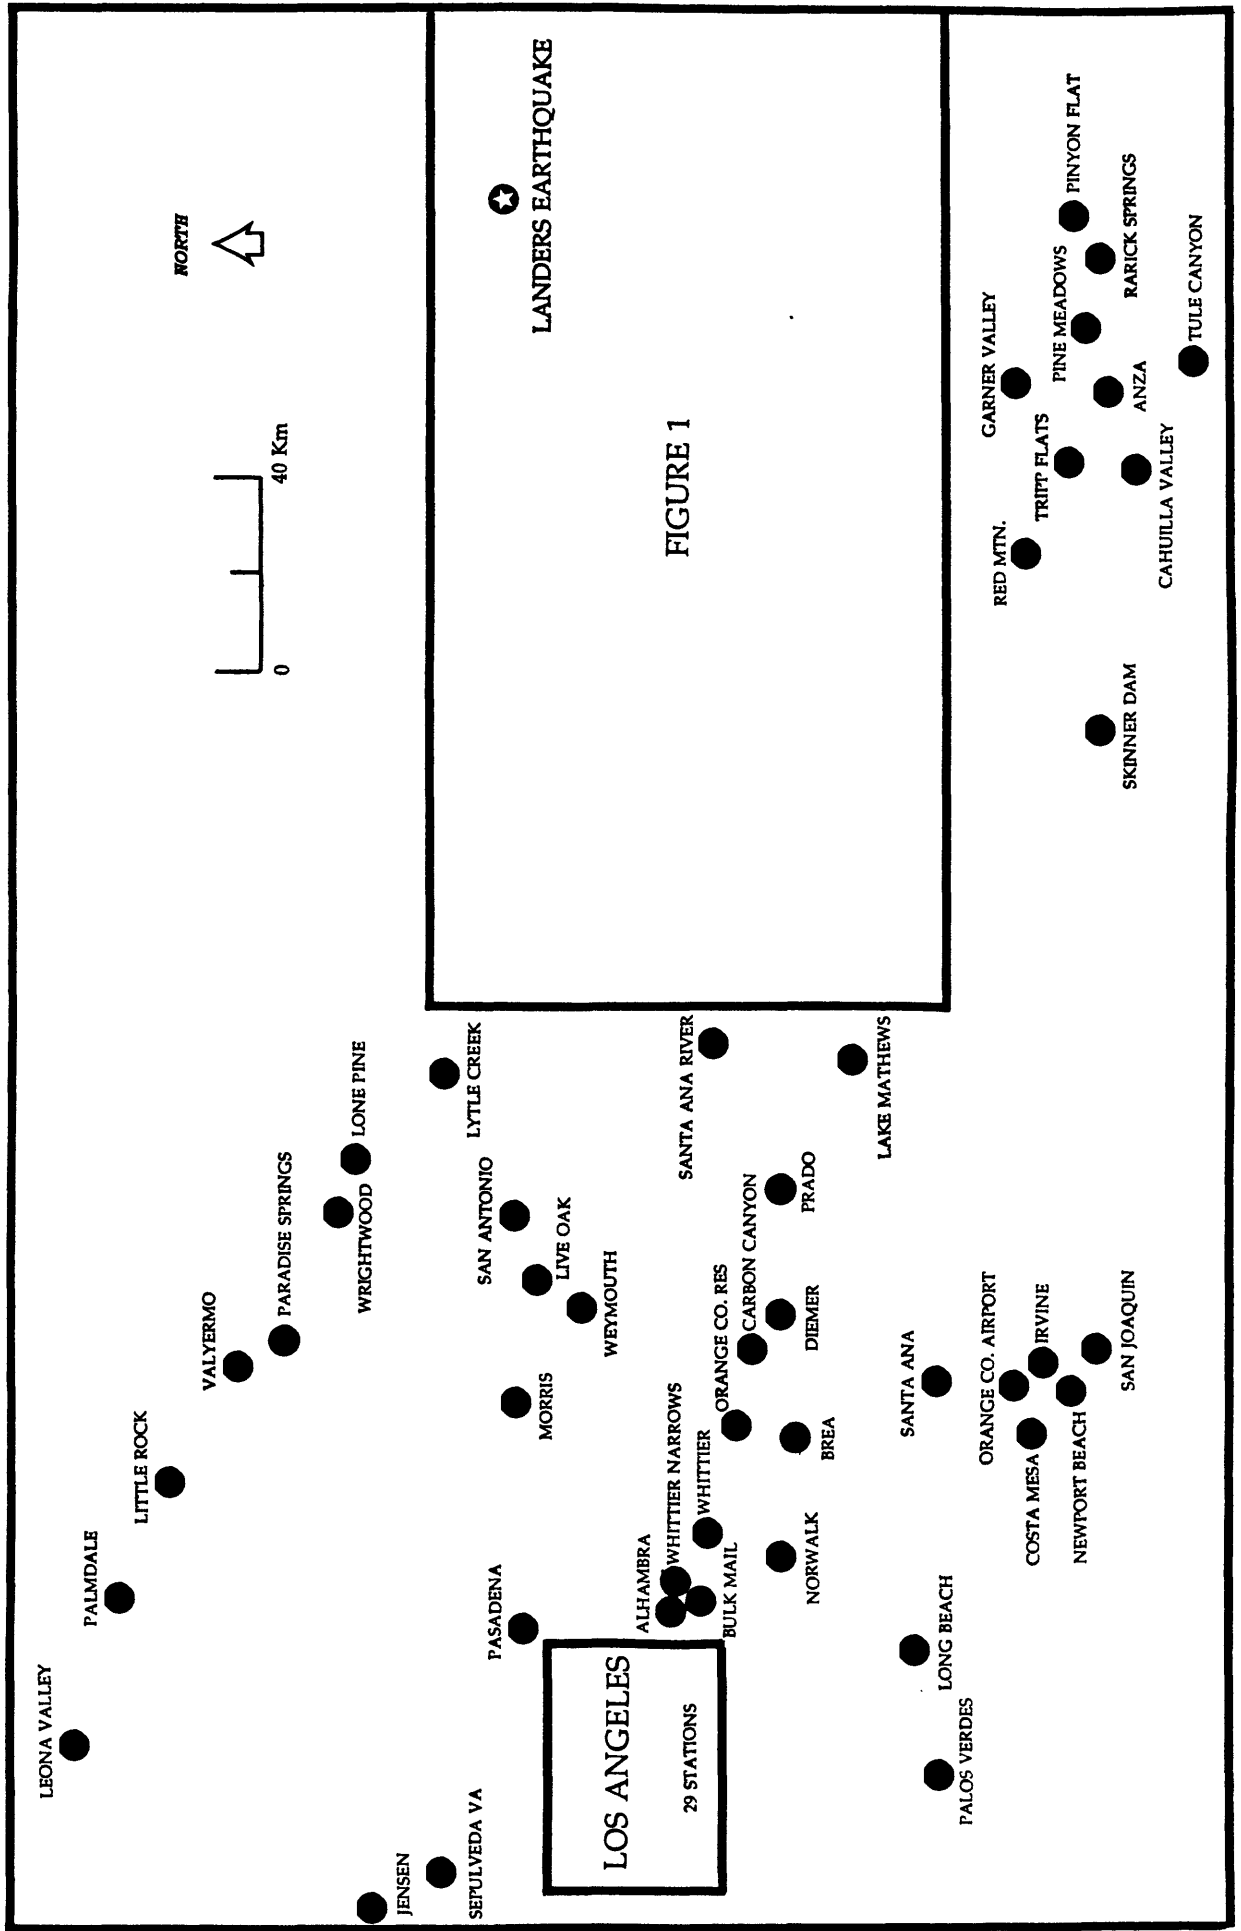 NORTH
0
40 Km
LANDERS EARTHQUAKE
FIGURE 1
LEONA VALLEY
PALMDALE
LITTLE ROCK
VALYERMO
PARADISE SPRINGS
WRIGHTWOOD
LONE PINE
JENSEN
SEPULVEDA VA
PASADENA
MORRIS
SAN ANTONIO
LIVE OAK
WEYMOUTH
LYTLE CREEK
LOS ANGELES
29 STATIONS
ALHAMBRA
WHITTIER NARROWS
BULK MAIL
WHITTIER
ORANGE CO. RES
CARBON CANYON
SANTA ANA RIVER
NORWALK
BREA
DIEMER
PRADO
LAKE MATHEWS
LONG BEACH
PALOS VERDES
SANTA ANA
ORANGE CO. AIRPORT
COSTA MESA
IRVINE
NEWPORT BEACH
SAN JOAQUIN
SKINNER DAM
RED MTN.
TRIPP FLATS
GARNER VALLEY
PINE MEADOWS
PINYON FLAT
RARICK SPRINGS
ANZA
CAHUILLA VALLEY
TULE CANYON